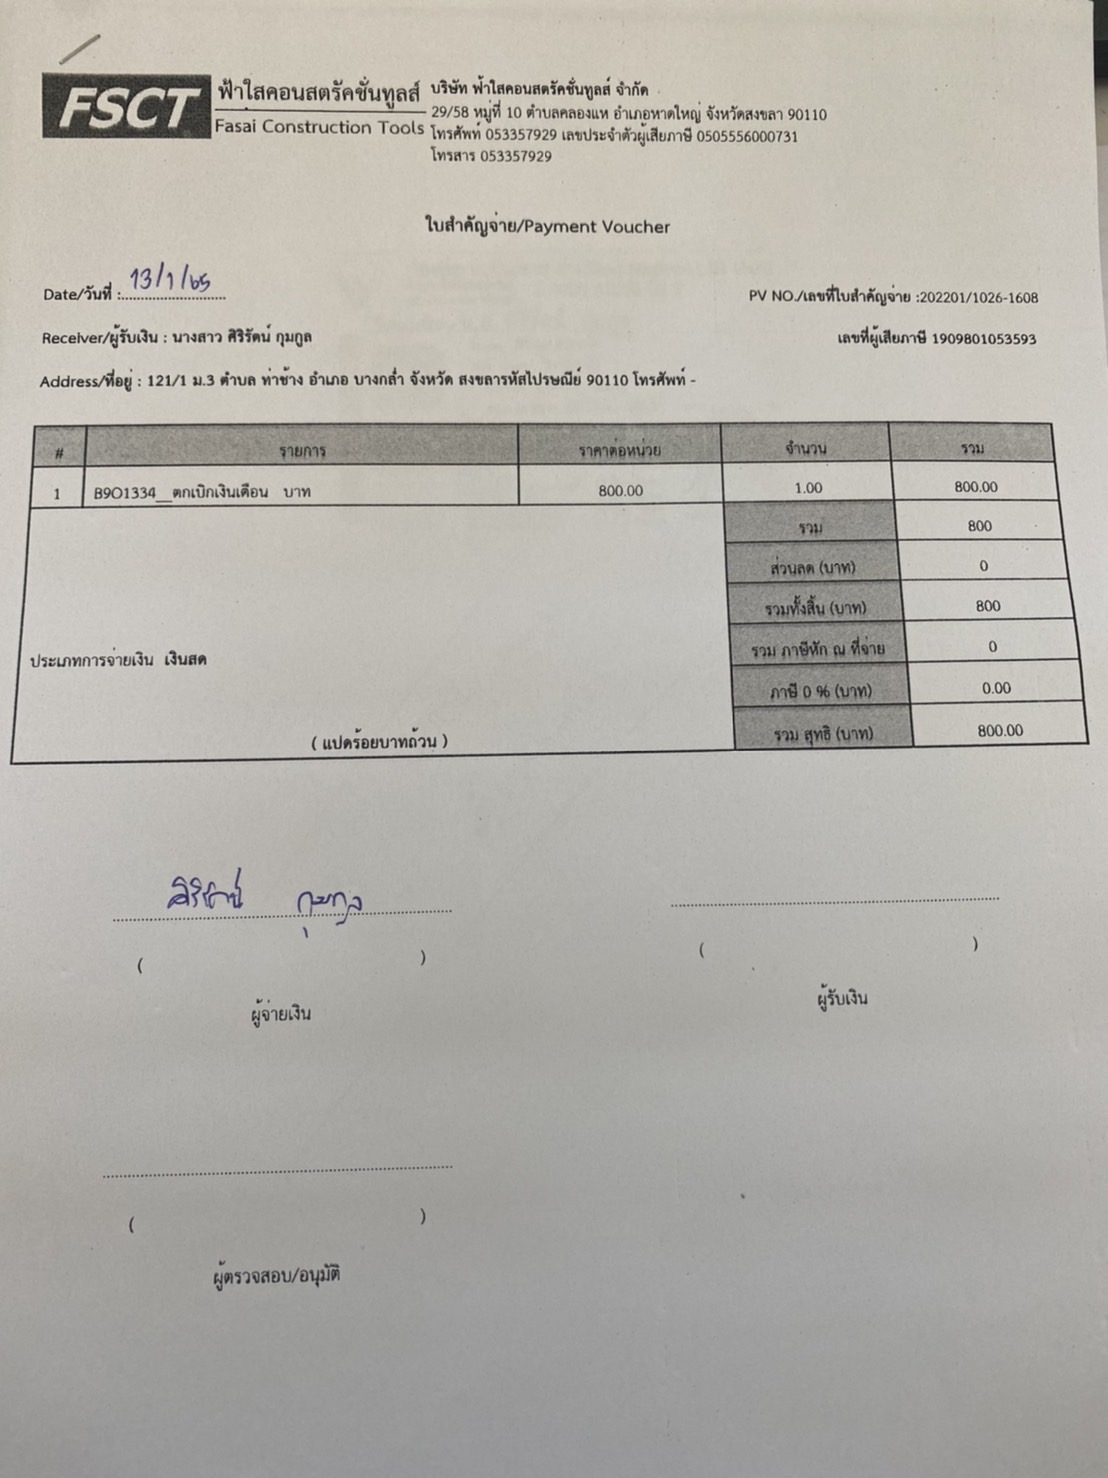 FSCT
ฟ้าใสคอนสตรัคชั่นทูลส์
Fasai Construction Tools
บริษัท ฟ้าใสคอนสตรัคชั่นทูลส์ จำกัด
29/58 หมู่ที่ 10 ตำบลคลองแห อำเภอหาดใหญ่ จังหวัดสงขลา 90110
โทรศัพท์ 053357929 เลขประจำตัวผู้เสียภาษี 0505556000731
โทรสาร 053357929
ใบสำคัญจ่าย/Payment Voucher
Date/วันที่ : 13/1/65
PV NO./เลขที่ใบสำคัญจ่าย :202201/1026-1608
Receiver/ผู้รับเงิน : นางสาว ศิริรัตน์ กุมกูล
เลขที่ผู้เสียภาษี 1909801053593
Address/ที่อยู่ : 121/1 ม.3 ตำบล ท่าช้าง อำเภอ บางกล่ำ จังหวัด สงขลารหัสไปรษณีย์ 90110 โทรศัพท์ -
# รายการ ราคาต่อหน่วย จำนวน รวม
1 B9O1334__ตกเบิกเงินเดือน บาท 800.00 1.00 800.00
รวม 800
ส่วนลด (บาท) 0
รวมทั้งสิ้น (บาท) 800
รวม ภาษีหัก ณ ที่จ่าย 0
ประเภทการจ่ายเงิน เงินสด
ภาษี 0 % (บาท) 0.00
( แปดร้อยบาทถ้วน )
รวม สุทธิ (บาท) 800.00
ศิริรัตน์ กุมกูล
( )
( )
ผู้จ่ายเงิน
ผู้รับเงิน
( )
ผู้ตรวจสอบ/อนุมัติ